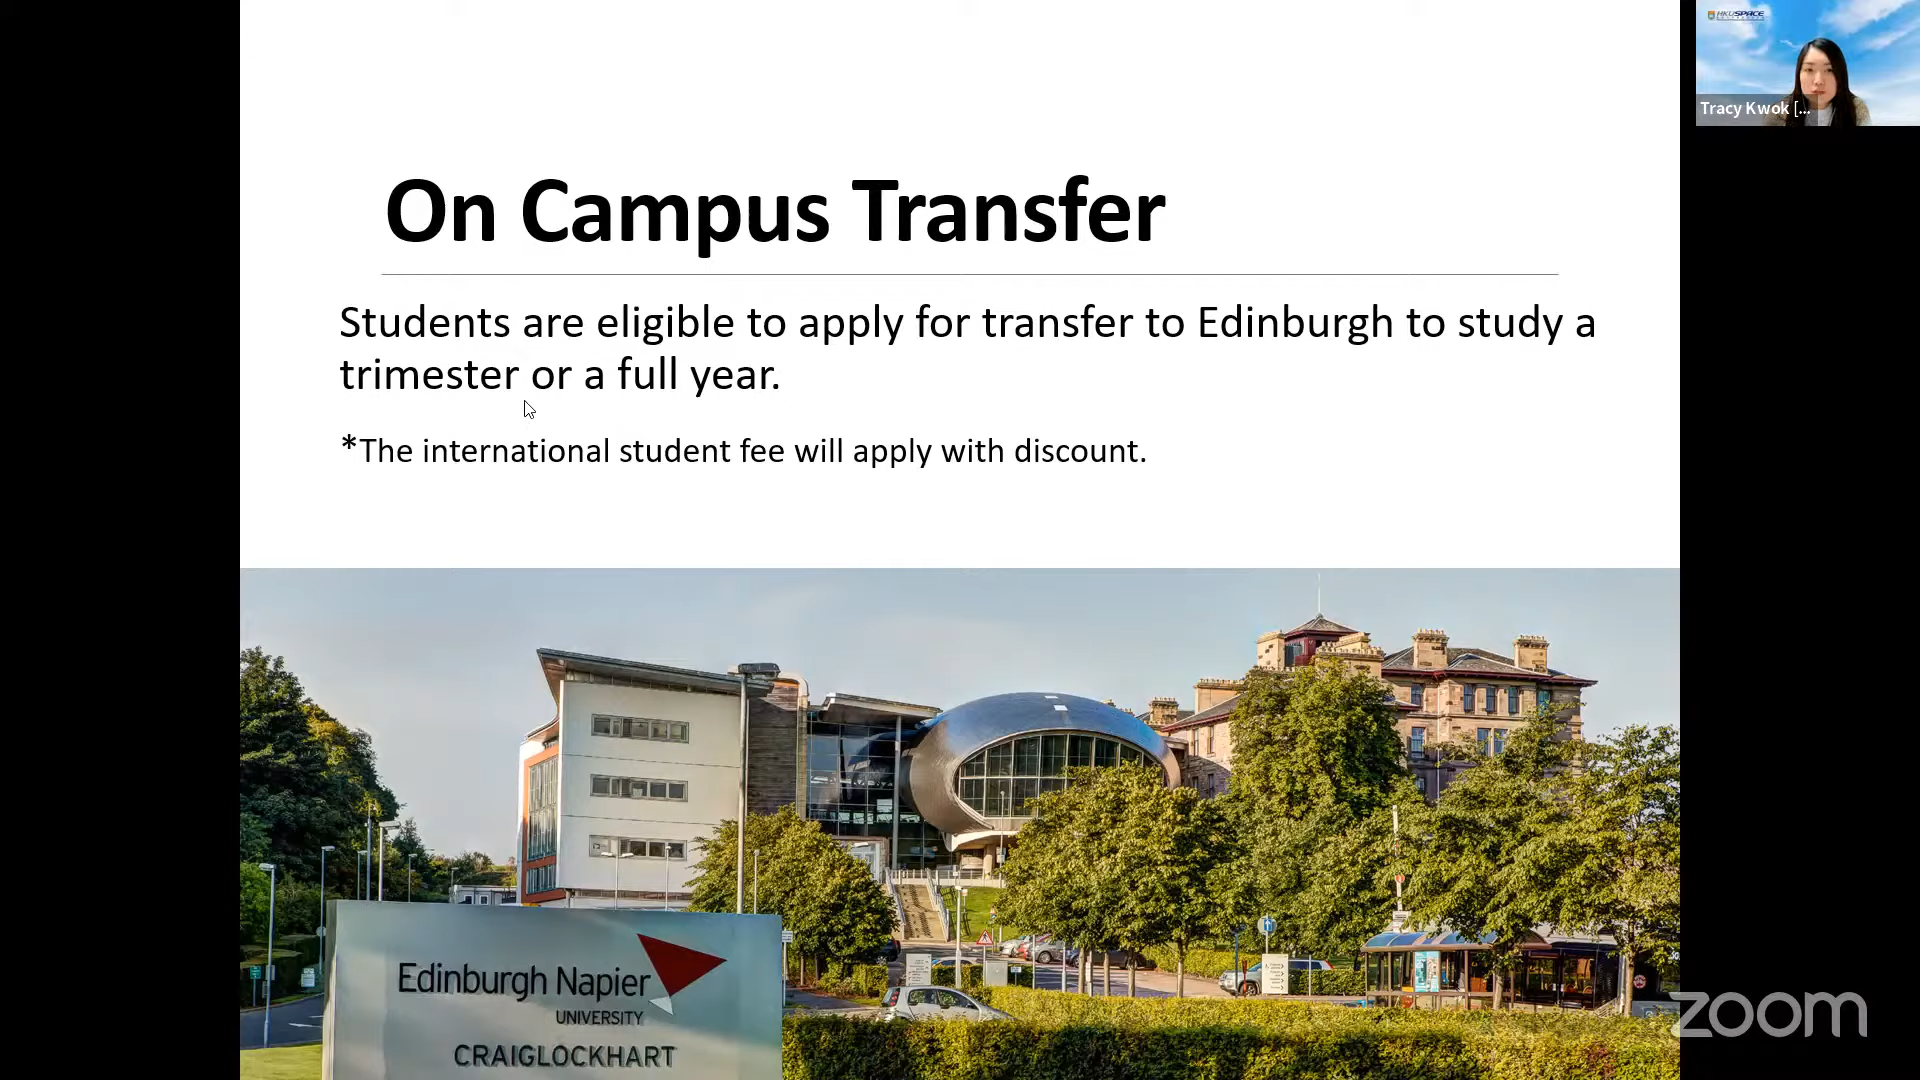 HKUSPACE
Tracy Kwok [...
On Campus Transfer
Students are eligible to apply for transfer to Edinburgh to study a
trimester or a full year.
*The international student fee will apply with discount.
Edinburgh Napier
UNIVERSITY
CRAIGLOCKHART
zoom